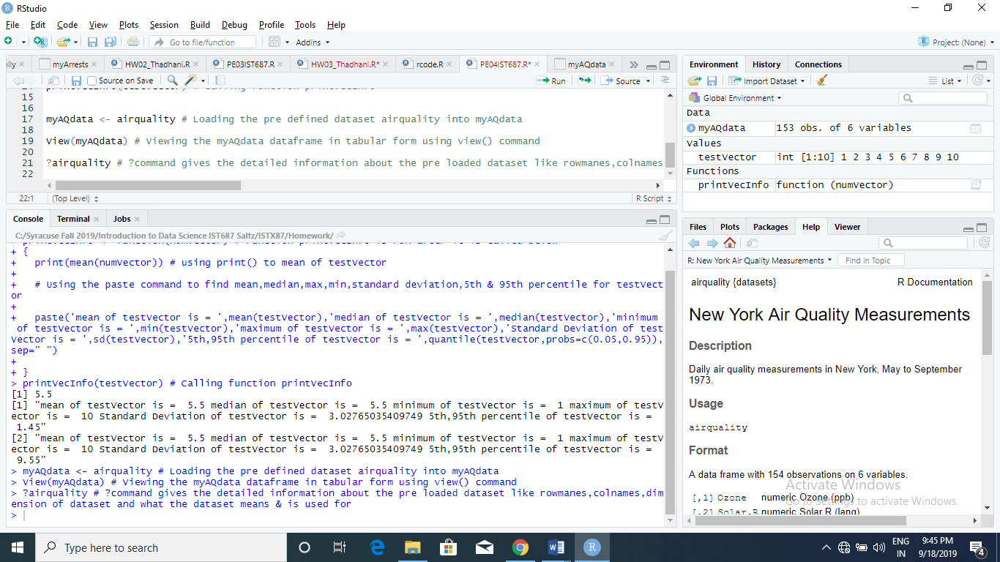 RStudio
File Edit Code View Plots Session Build Debug Profile Tools Help
Go to file/function Addins Project: (None)
ily myArrests HW02_Thadhani.R PE03IST687.R HW03_Thadhani.R* rcode.R PE04IST687.R* myAQdata
Source on Save Run Source
15
16
17 myAQdata <- airquality # Loading the pre defined dataset airquality into myAQdata
18
19 View(myAQdata) # Viewing the myAQdata dataframe in tabular form using view() command
20
21 ?airquality # ?command gives the detailed information about the pre loaded dataset like rowmanes,colnames
22
22:1 (Top Level) R Script
Console Terminal Jobs
C:/Syracuse Fall 2019/Introduction to Data Science IST687 Saltz/ISTX87/Homework/
+ {
+ print(mean(numVector)) # using print() to mean of testVector
+
+ # Using the paste command to find mean,median,max,min,standard deviation,5th & 95th percentile for testVect
or
+
+ paste('mean of testVector is = ',mean(testVector),'median of testVector is = ',median(testVector),'minimum
of testVector is = ',min(testVector),'maximum of testVector is = ',max(testVector),'Standard Deviation of test
Vector is = ',sd(testVector),'5th,95th percentile of testVector is = ',quantile(testVector,probs=c(0.05,0.95)),
sep=" ")
+
+ }
> printVecInfo(testVector) # Calling function printVecInfo
[1] 5.5
[1] "mean of testVector is =  5.5 median of testVector is =  5.5 minimum of testVector is =  1 maximum of testV
ector is =  10 Standard Deviation of testVector is =  3.02765035409749 5th,95th percentile of testVector is =
1.45"
[2] "mean of testVector is =  5.5 median of testVector is =  5.5 minimum of testVector is =  1 maximum of testV
ector is =  10 Standard Deviation of testVector is =  3.02765035409749 5th,95th percentile of testVector is =
9.55"
> myAQdata <- airquality # Loading the pre defined dataset airquality into myAQdata
> View(myAQdata) # Viewing the myAQdata dataframe in tabular form using view() command
> ?airquality # ?command gives the detailed information about the pre loaded dataset like rowmanes,colnames,dim
ension of dataset and what the dataset means & is used for
>
Environment History Connections
Import Dataset List
Global Environment
Data
myAQdata 153 obs. of 6 variables
Values
testVector int [1:10] 1 2 3 4 5 6 7 8 9 10
Functions
printVecInfo function (numVector)
Files Plots Packages Help Viewer
R: New York Air Quality Measurements Find in Topic
airquality {datasets} R Documentation
New York Air Quality Measurements
Description
Daily air quality measurements in New York, May to September
1973.
Usage
airquality
Format
A data frame with 154 observations on 6 variables.
[,1] Ozone numeric Ozone (ppb)
[,2] Solar.R numeric Solar R (lang)
Activate Windows
Go to Settings to activate Windows.
Type here to search
ENG 9:45 PM
IN 9/18/2019
4